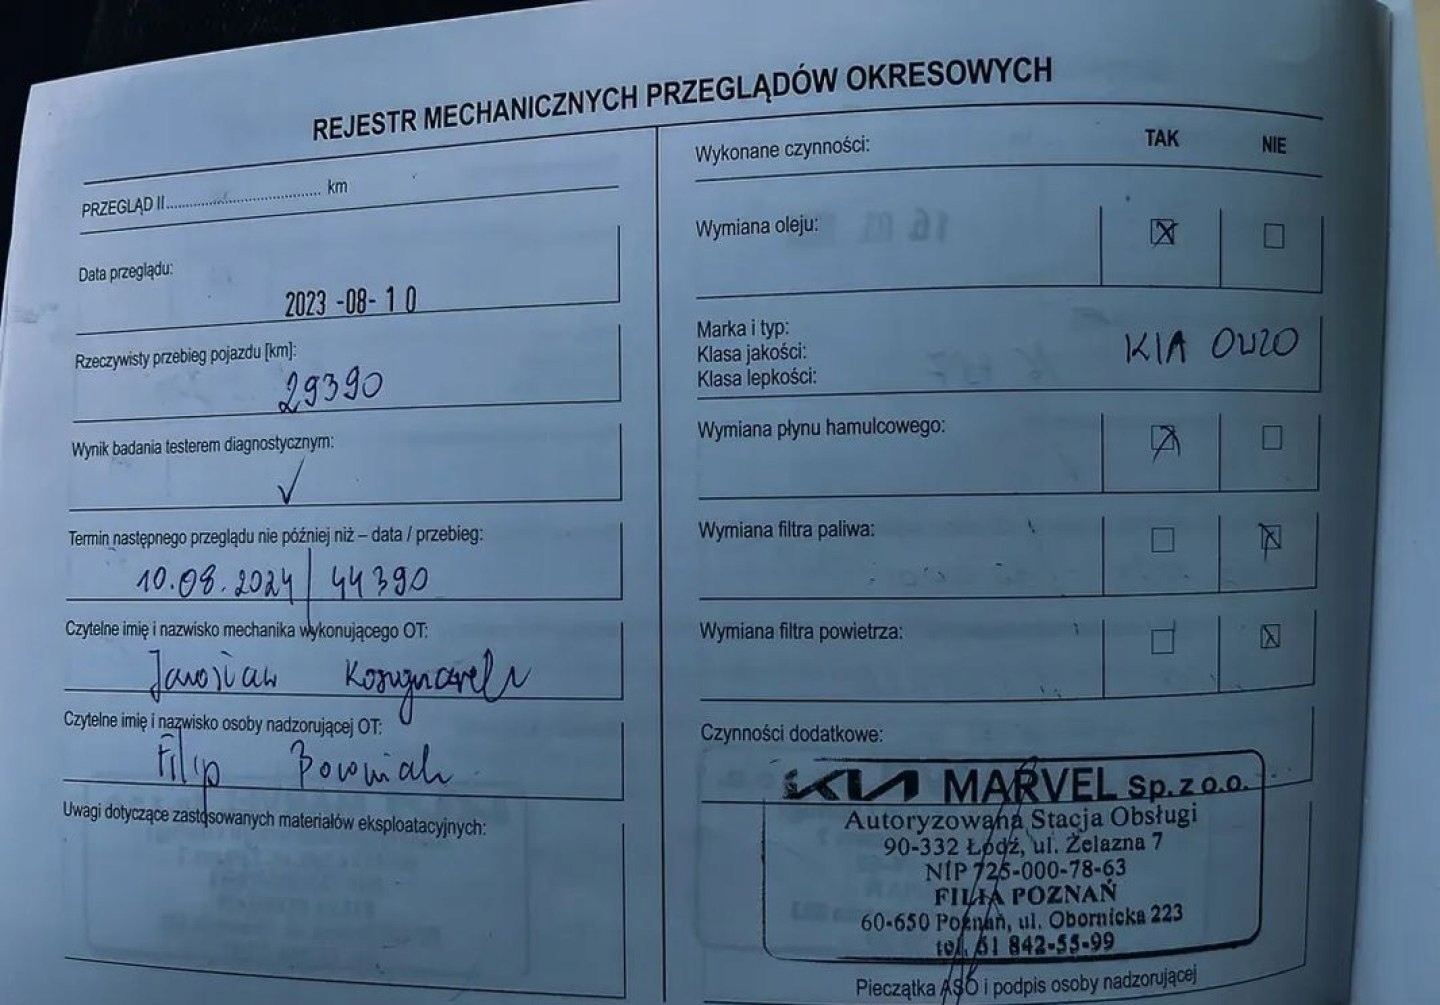 REJESTR MECHANICZNYCH PRZEGLĄDÓW OKRESOWYCH
PRZEGLĄD II........................................ km
Data przeglądu:
2023 -08- 10
Rzeczywisty przebieg pojazdu [km]:
29390
Wynik badania testerem diagnostycznym:
Termin następnego przeglądu nie później niż – data / przebieg:
10.08.2024 / 44390
Czytelne imię i nazwisko mechanika wykonującego OT:
Jarosław
Czytelne imię i nazwisko osoby nadzorującej OT:
Filip Borowiak
Uwagi dotyczące zastosowanych materiałów eksploatacyjnych:
Wykonane czynności: TAK NIE
Wymiana oleju:
Marka i typ:
Klasa jakości:
Klasa lepkości:
KIA 0W20
Wymiana płynu hamulcowego:
Wymiana filtra paliwa:
Wymiana filtra powietrza:
Czynności dodatkowe:
KIA MARVEL Sp. z o.o.
Autoryzowana Stacja Obsługi
90-332 Łódź, ul. Żelazna 7
NIP 725-000-78-63
FILIA POZNAŃ
60-650 Poznań, ul. Obornicka 223
tel. 61 842-55-99
Pieczątka ASO i podpis osoby nadzorującej